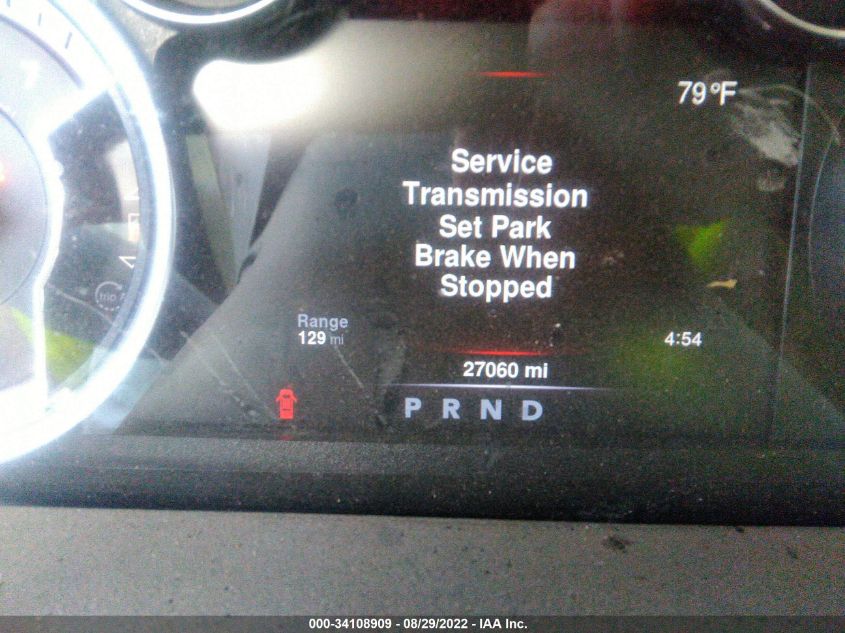 79°F
Service
Transmission
Set Park
Brake When
Stopped
Range
129 mi
4:54
27060 mi
P R N D
000-34108909 - 08/29/2022 - IAA Inc.